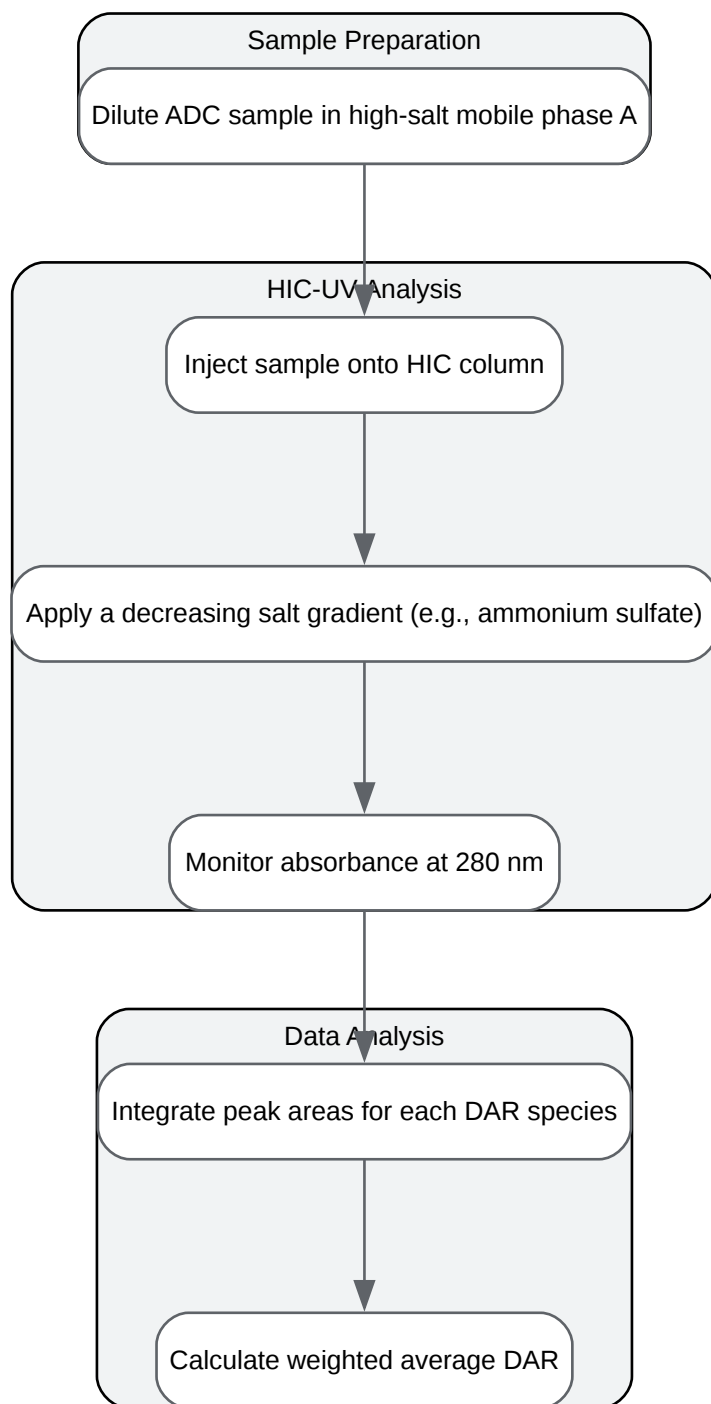 Sample Preparation
Dilute ADC sample in high-salt mobile phase A
HIC-UV Analysis
Inject sample onto HIC column
Apply a decreasing salt gradient (e.g., ammonium sulfate)
Monitor absorbance at 280 nm
Data Analysis
Integrate peak areas for each DAR species
Calculate weighted average DAR